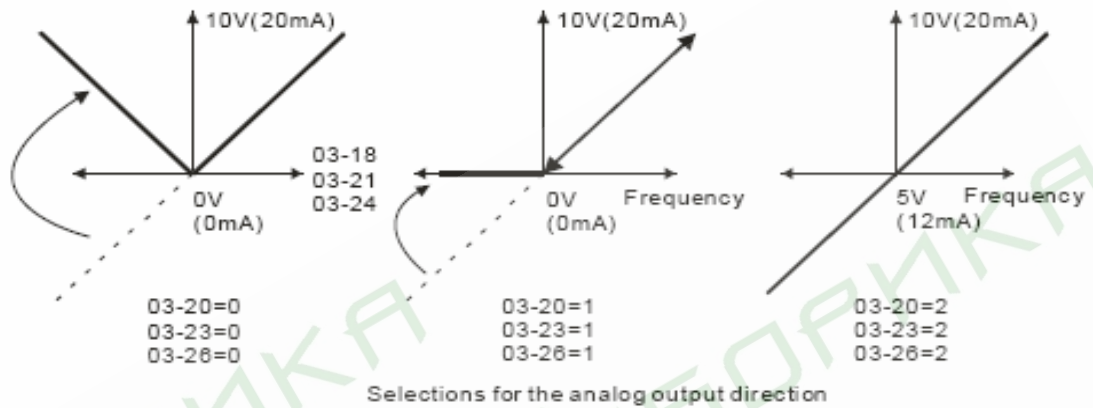 10V(20mA)
0V
(0mA)
03-18
03-21
03-24
03-20=0
03-23=0
03-26=0
10V(20mA)
0V
(0mA)
Frequency
03-20=1
03-23=1
03-26=1
10V(20mA)
5V
(12mA)
Frequency
03-20=2
03-23=2
03-26=2
Selections for the analog output direction